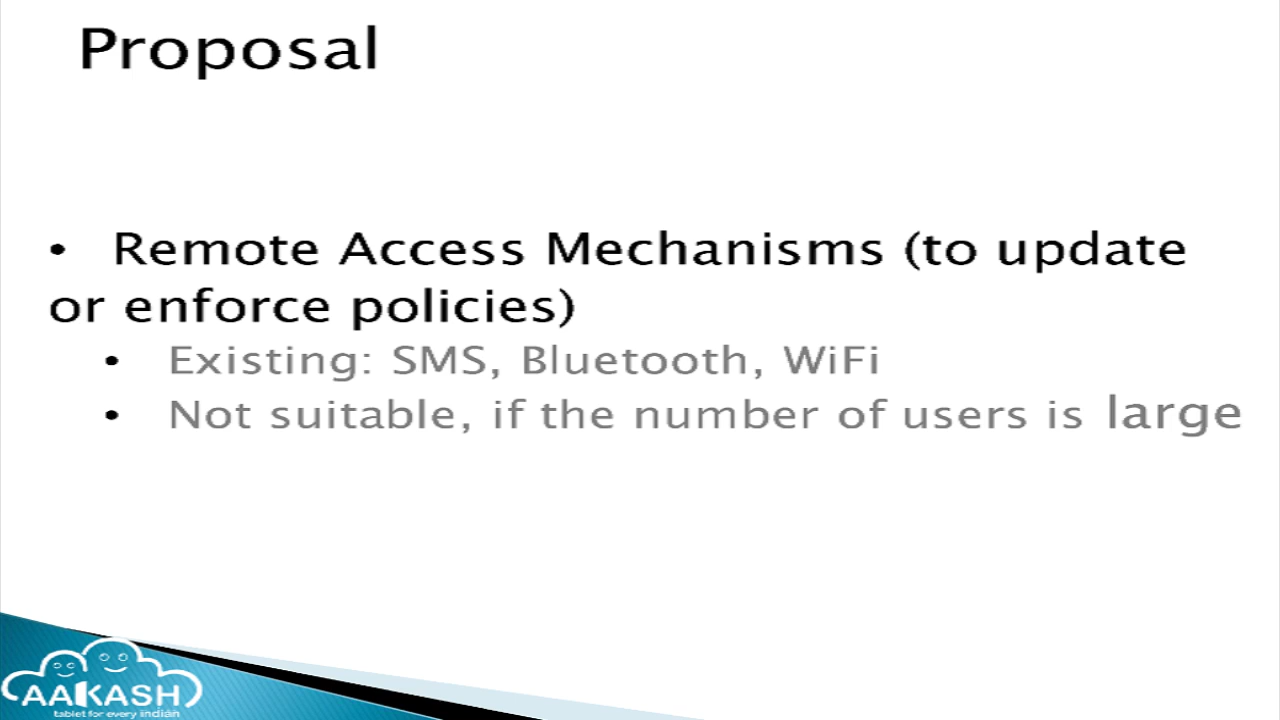 Proposal
• Remote Access Mechanisms (to update
or enforce policies)
• Existing: SMS, Bluetooth, WiFi
• Not suitable, if the number of users is large
AAKASH
tablet for every indian